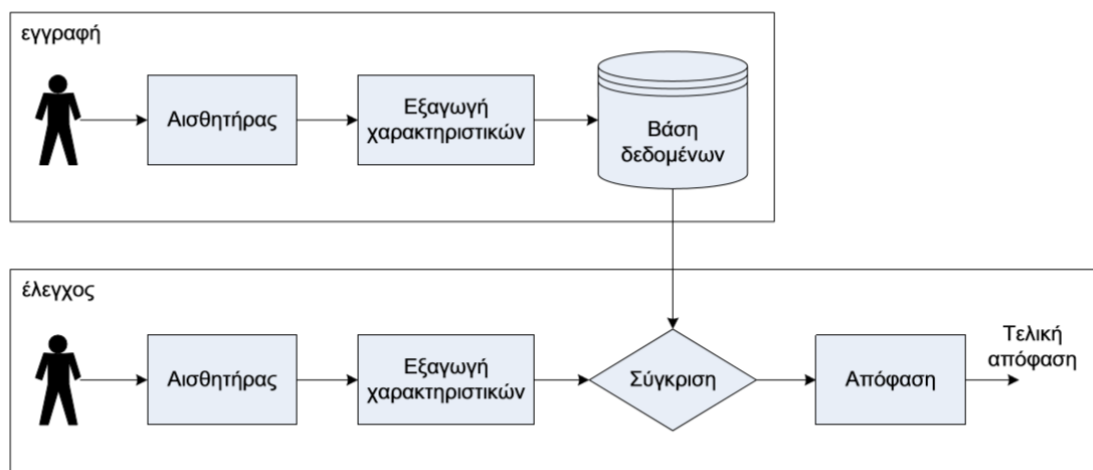 εγγραφή
Αισθητήρας
Εξαγωγή
χαρακτηριστικών
Βάση
δεδομένων
έλεγχος
Αισθητήρας
Εξαγωγή
χαρακτηριστικών
Σύγκριση
Απόφαση
Τελική
απόφαση